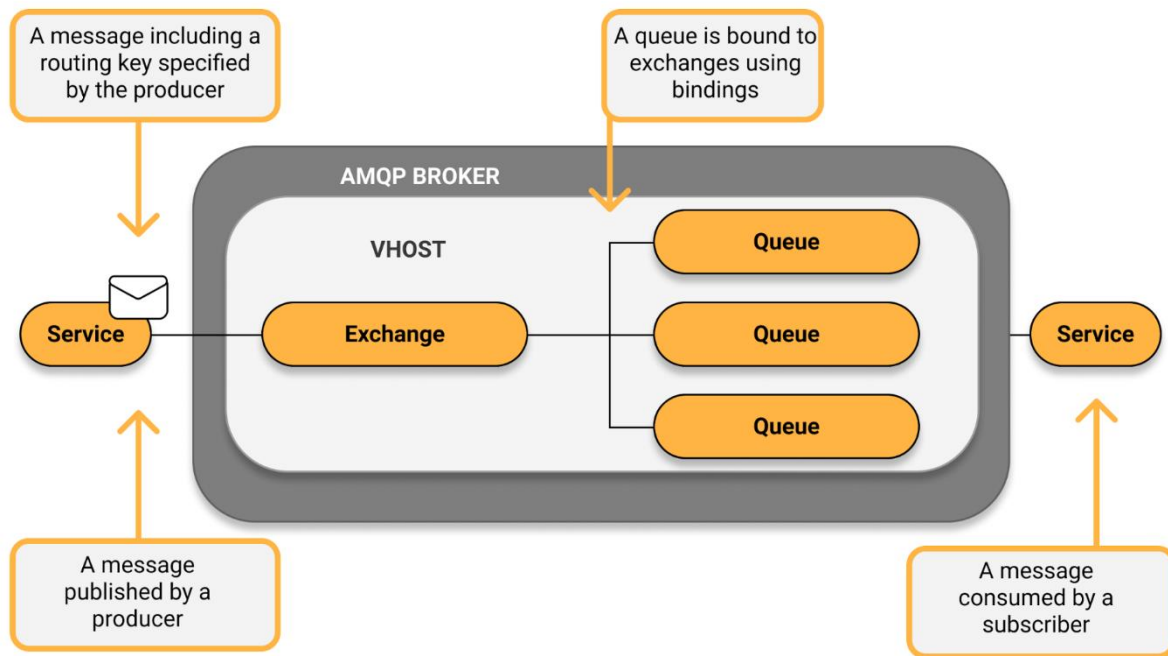 A message including a
routing key specified
by the producer
A queue is bound to
exchanges using
bindings
AMQP BROKER
VHOST
Queue
Service
Exchange
Queue
Service
Queue
A message
published by a
producer
A message
consumed by a
subscriber